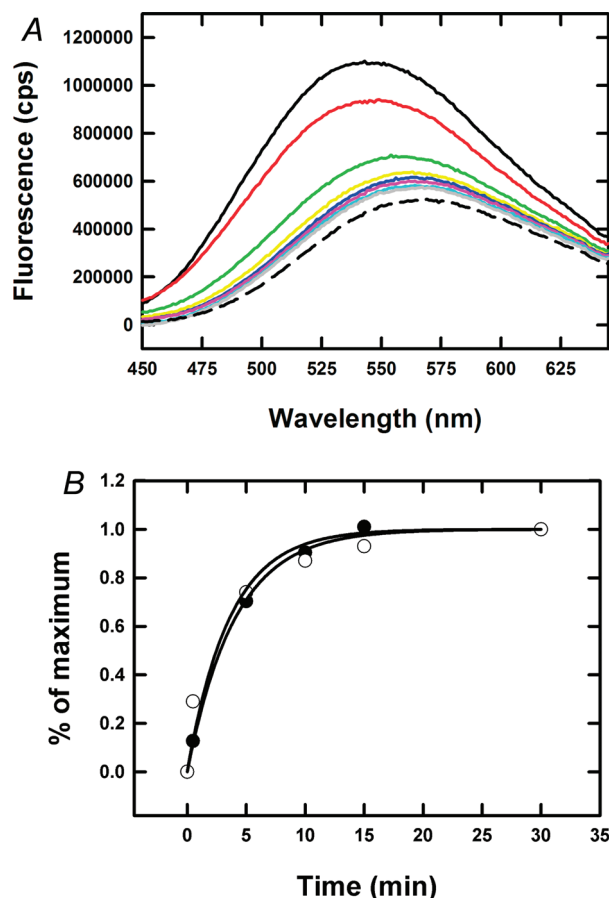 A
1200000
1000000
800000
600000
400000
200000
0
Fluorescence (cps)
450 475 500 525 550 575 600 625
Wavelength (nm)
B
1.2
1.0
0.8
0.6
0.4
0.2
0.0
% of maximum
0 5 10 15 20 25 30 35
Time (min)